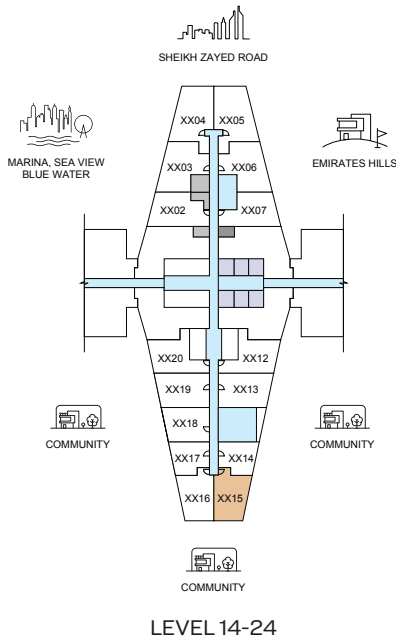 SHEIKH ZAYED ROAD
MARINA, SEA VIEW
BLUE WATER
EMIRATES HILLS
XX04 XX05
XX03 XX06
XX02 XX07
XX20 XX12
XX19 XX13
XX18
XX17 XX14
XX16 XX15
COMMUNITY
COMMUNITY
COMMUNITY
LEVEL 14-24